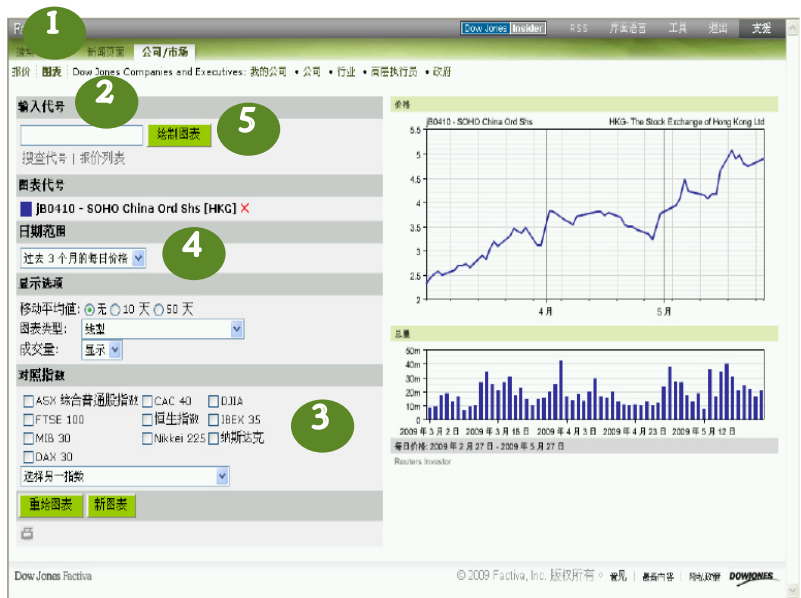 1
Dow Jones Insider RSS 界面语言 工具 退出 支援
新闻页面 公司/市场
报价 图表 Dow Jones Companies and Executives: 我的公司 • 公司 • 行业 • 高层执行员 • 政府
2
输入代号
绘制图表
5
搜查代号 | 报价列表
图表代号
jB0410 - SOHO China Ord Shs [HKG]
日期范围
4
过去 3 个月的每日价格
显示选项
移动平均值: 无 10 天 50 天
图表类型: 线型
成交量: 显示
对照指数
ASX 综合普通股指数 CAC 40 DJIA
FTSE 100 恒生指数 IBEX 35
MIB 30 Nikkei 225 纳斯达克
DAX 30
3
选择另一指数
重绘图表 新图表
价格
jB0410 - SOHO China Ord Shs HKG- The Stock Exchange of Hong Kong Ltd
5.5
5
4.5
4
3.5
3
2.5
2
4月 5月
总量
50m
40m
30m
20m
10m
0
2009 年 3 月 2 日 2009 年 3 月 18 日 2009 年 4 月 3 日 2009 年 4 月 23 日 2009 年 5 月 12 日
每日价格: 2009 年 2 月 27 日 - 2009 年 5 月 27 日
Reuters Investor
Dow Jones Factiva
© 2009 Factiva, Inc. 版权所有。 意见 | 最新内容 | 隐私政策 DOWJONES